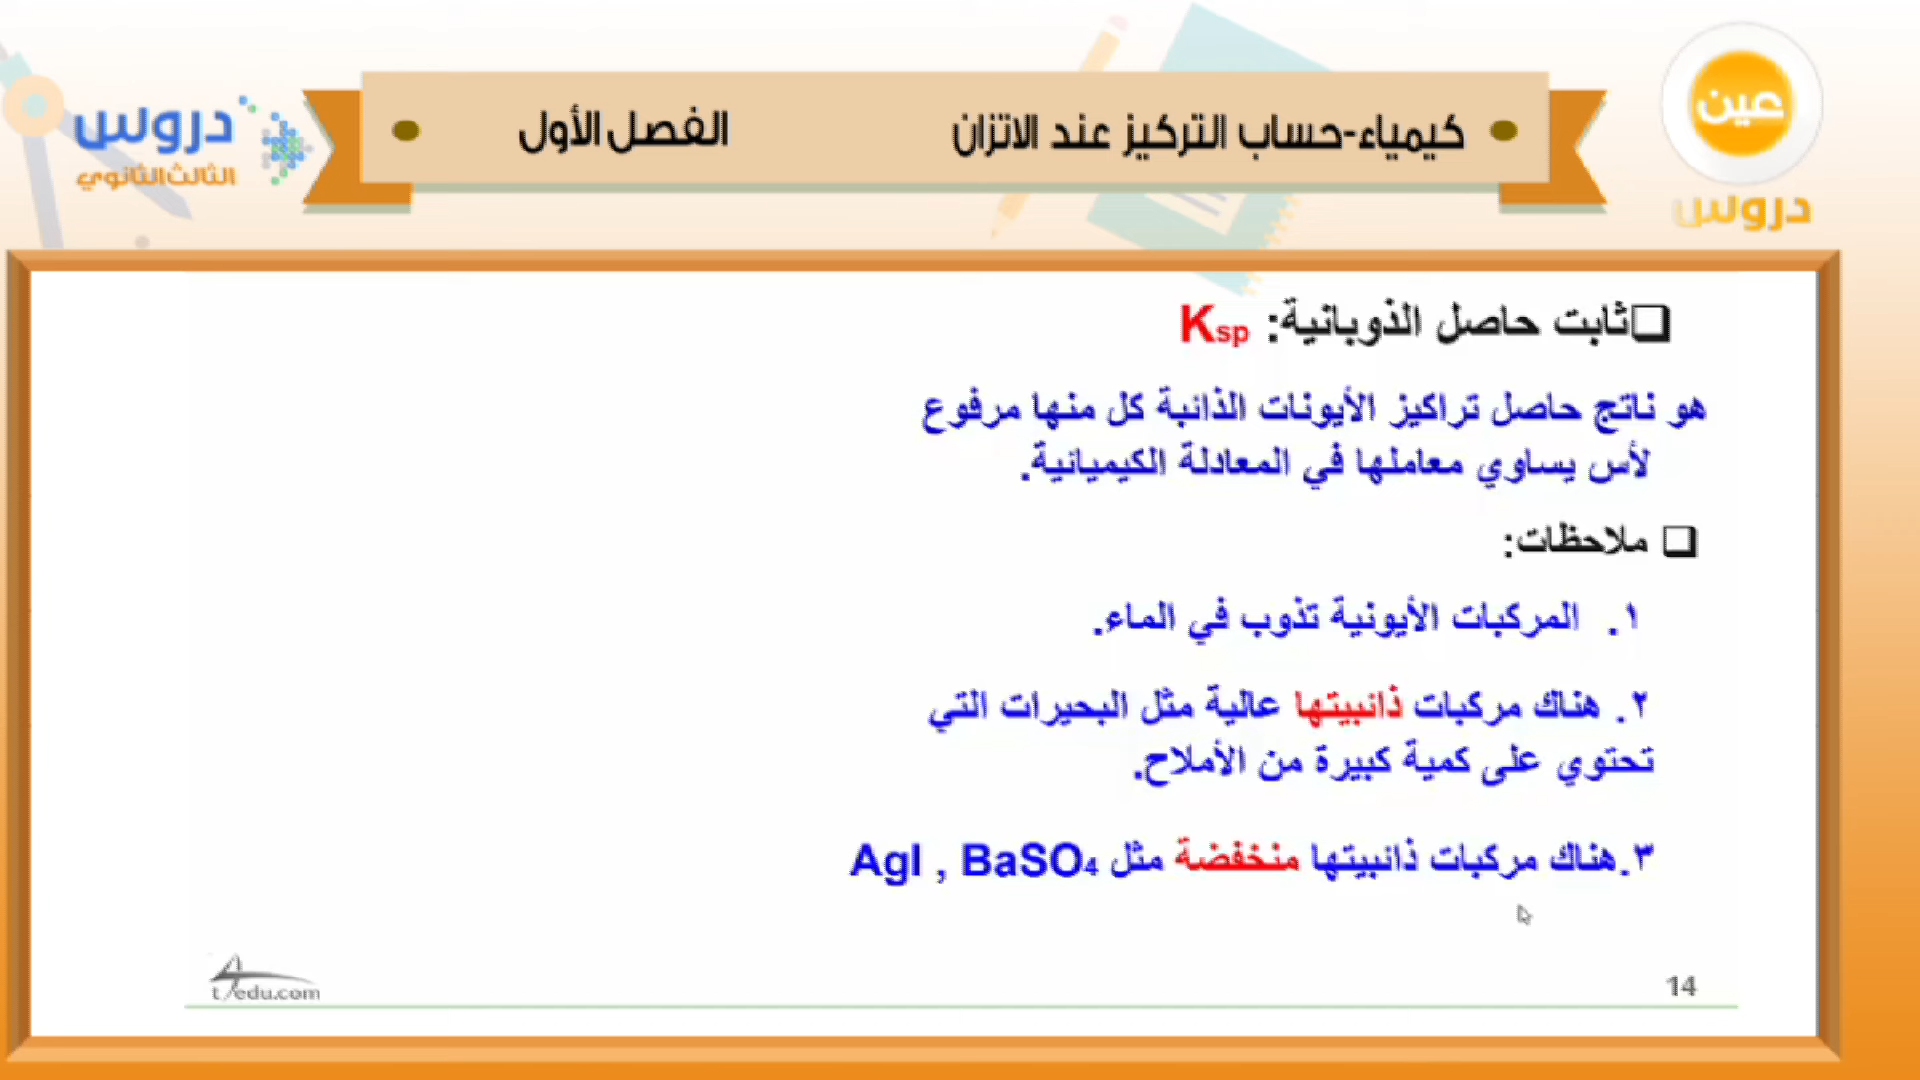 عين
دروس
دروس
الثالث الثانوي
• كيمياء-حساب التركيز عند الاتزان • الفصل الأول
❑ثابت حاصل الذوبانية: Ksp
هو ناتج حاصل تراكيز الأيونات الذائبة كل منها مرفوع
لأس يساوي معاملها في المعادلة الكيميائية.
❑ ملاحظات:
١. المركبات الأيونية تذوب في الماء.
٢. هناك مركبات ذائبيتها عالية مثل البحيرات التي
تحتوي على كمية كبيرة من الأملاح.
٣.هناك مركبات ذائبيتها منخفضة مثل AgI , BaSO4
t4edu.com
14